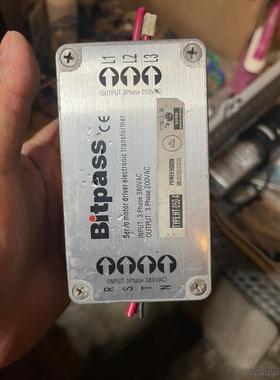 L1 L2 L3
(OUTPUT 3Phase 200VAC)
Bitpass CE
Servo motor driver electronic transformer
INPUT: 3 Phase 380VAC
OUTPUT: 3 Phase 200VAC
(INPUT 3Phase 380VAC)
R S T N